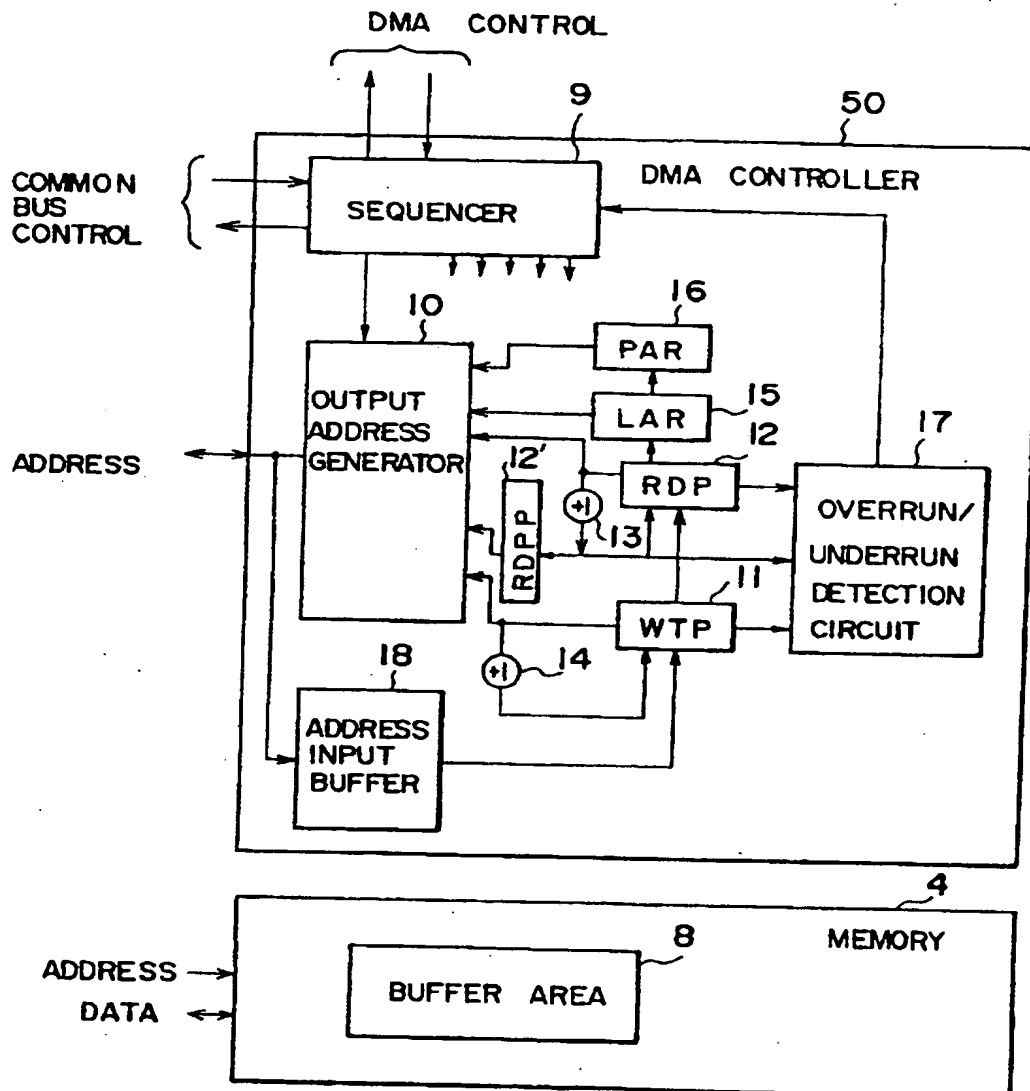 DMA CONTROL
9
50
COMMON
BUS
CONTROL
SEQUENCER
DMA CONTROLLER
10
16
PAR
OUTPUT
ADDRESS
GENERATOR
LAR
15
12
17
ADDRESS
12'
RDP
+1
13
RDPP
OVERRUN/
UNDERRUN
DETECTION
CIRCUIT
11
WTP
+1
14
18
ADDRESS
INPUT
BUFFER
4
MEMORY
8
ADDRESS
DATA
BUFFER AREA